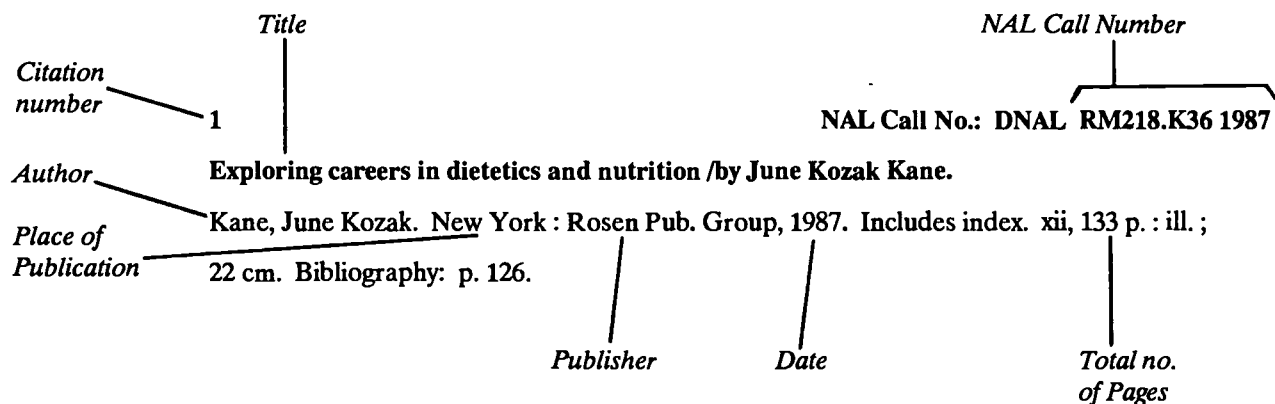 Title
NAL Call Number
Citation
number
1
NAL Call No.: DNAL RM218.K36 1987
Exploring careers in dietetics and nutrition /by June Kozak Kane.
Author
Kane, June Kozak. New York : Rosen Pub. Group, 1987. Includes index. xii, 133 p. : ill. ;
Place of
Publication
22 cm. Bibliography: p. 126.
Publisher
Date
Total no.
of Pages